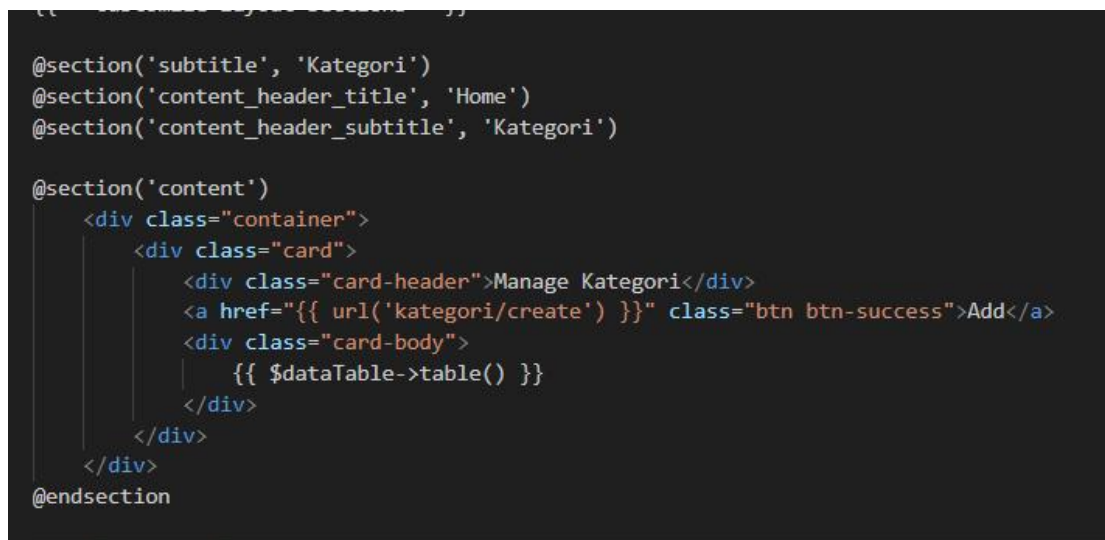 @section('subtitle', 'Kategori')
@section('content_header_title', 'Home')
@section('content_header_subtitle', 'Kategori')
@section('content')
<div class="container">
<div class="card">
<div class="card-header">Manage Kategori</div>
<a href="{{ url('kategori/create') }}" class="btn btn-success">Add</a>
<div class="card-body">
{{ $dataTable->table() }}
</div>
</div>
</div>
@endsection